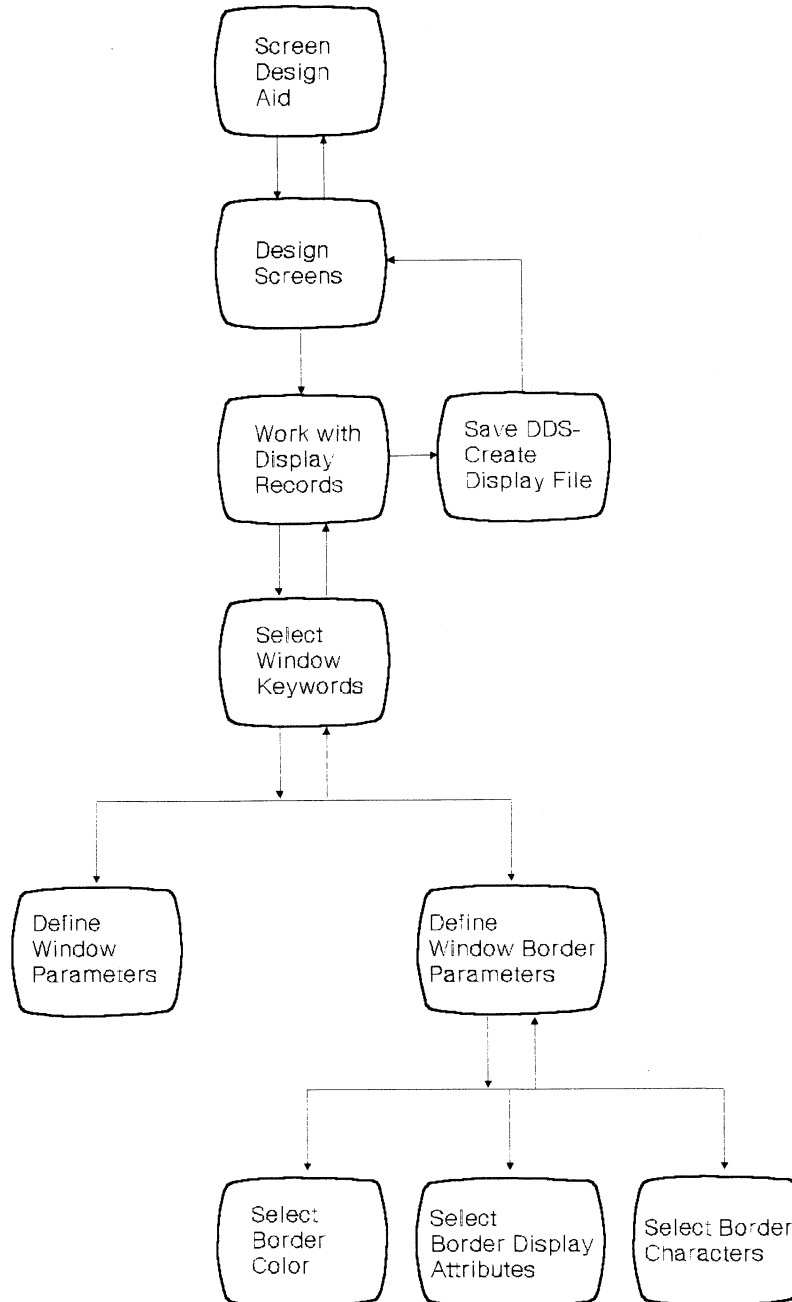 Screen
Design
Aid
Design
Screens
Work with
Display
Records
Save DDS-
Create
Display File
Select
Window
Keywords
Define
Window
Parameters
Define
Window Border
Parameters
Select
Border
Color
Select
Border Display
Attributes
Select Border
Characters